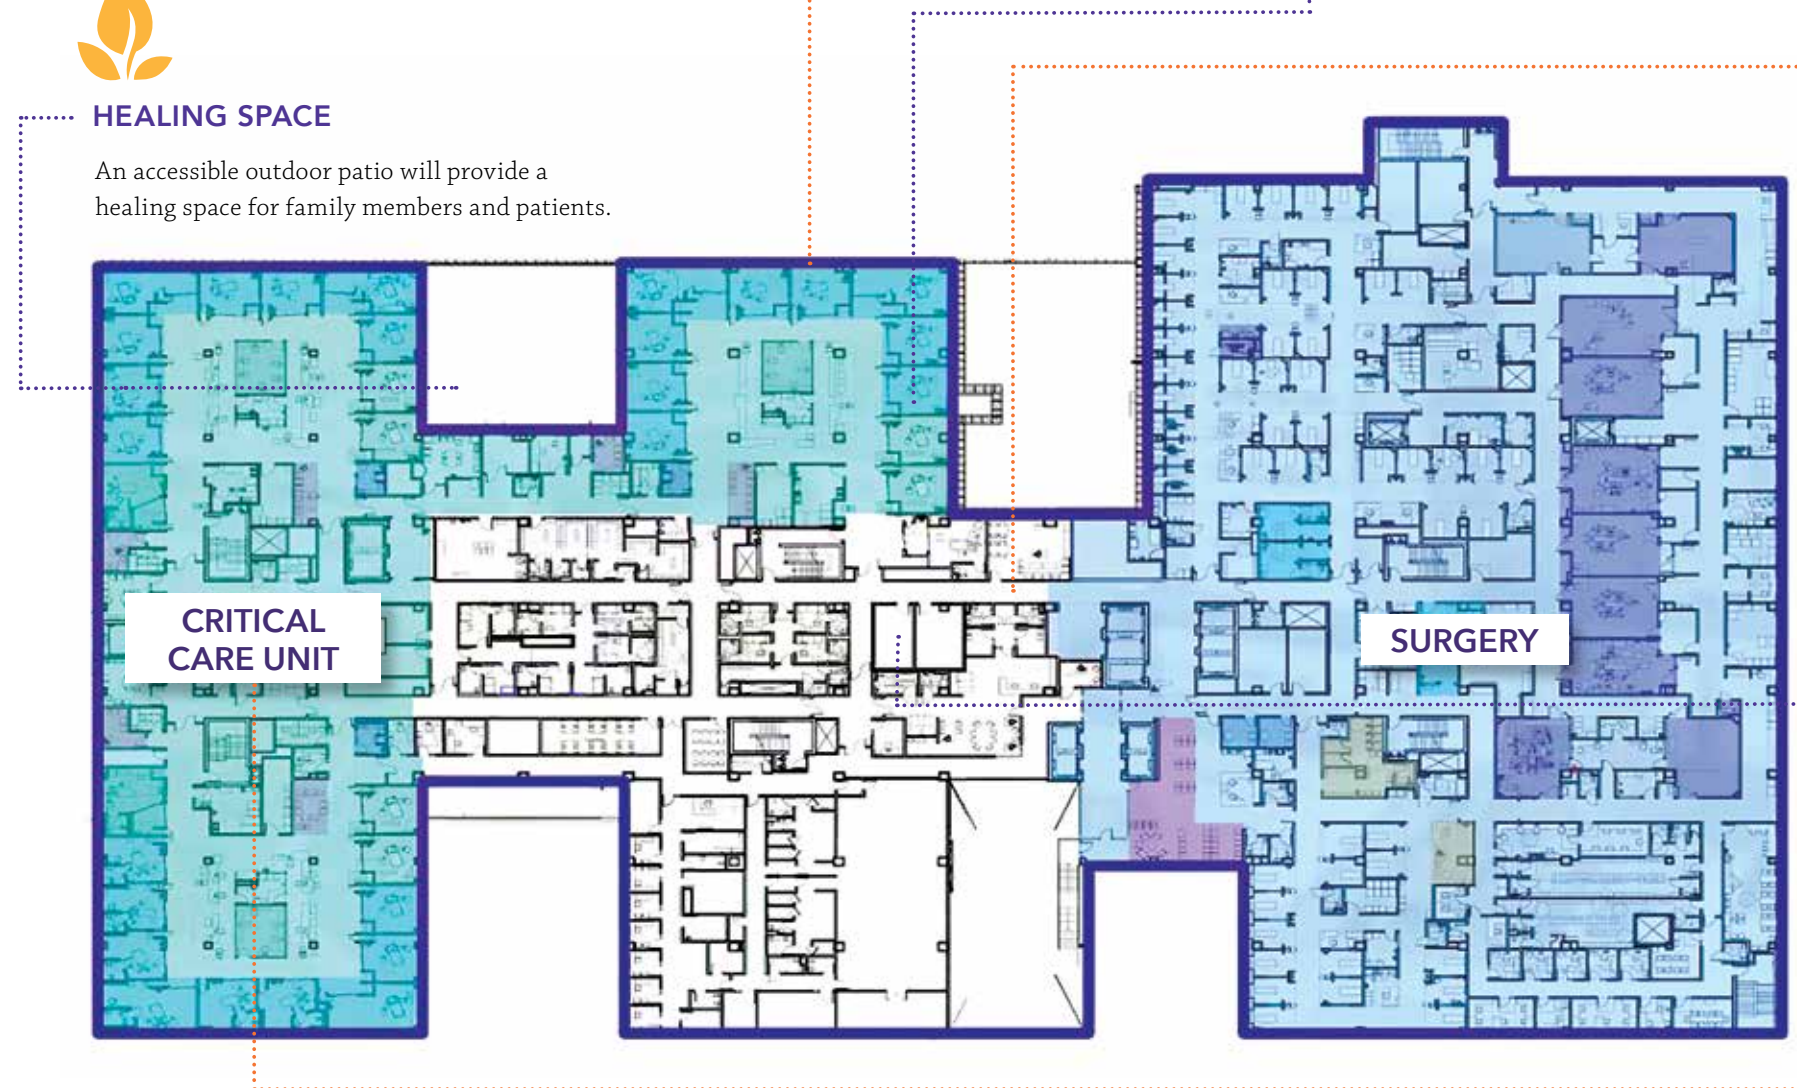 HEALING SPACE
An accessible outdoor patio will provide a
healing space for family members and patients.
CRITICAL
CARE UNIT
SURGERY